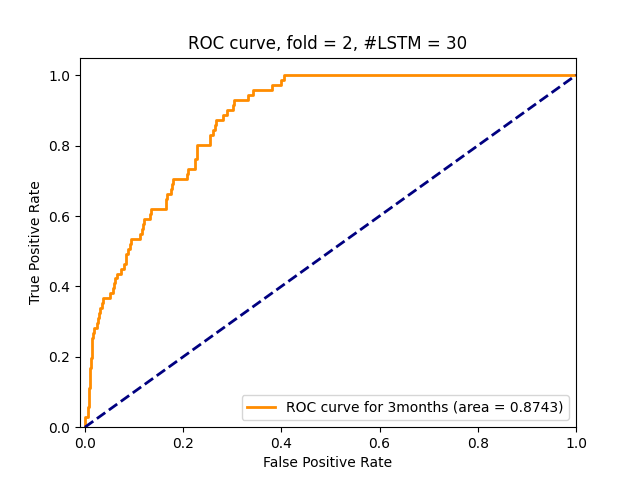 ROC curve, fold = 2, #LSTM = 30
True Positive Rate
1.0
0.8
0.6
0.4
0.2
0.0
ROC curve for 3months (area = 0.8743)
0.0 0.2 0.4 0.6 0.8 1.0
False Positive Rate